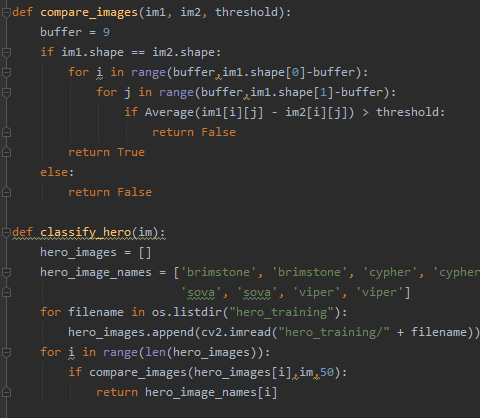 def compare_images(im1, im2, threshold):
    buffer = 9
    if im1.shape == im2.shape:
        for i in range(buffer,im1.shape[0]-buffer):
            for j in range(buffer,im1.shape[1]-buffer):
                if Average(im1[i][j] - im2[i][j]) > threshold:
                    return False
        return True
    else:
        return False
def classify_hero(im):
    hero_images = []
    hero_image_names = ['brimstone', 'brimstone', 'cypher', 'cypher
                        'sova', 'sova', 'viper', 'viper']
    for filename in os.listdir("hero_training"):
        hero_images.append(cv2.imread("hero_training/" + filename))
    for i in range(len(hero_images)):
        if compare_images(hero_images[i],im,50):
            return hero_image_names[i]